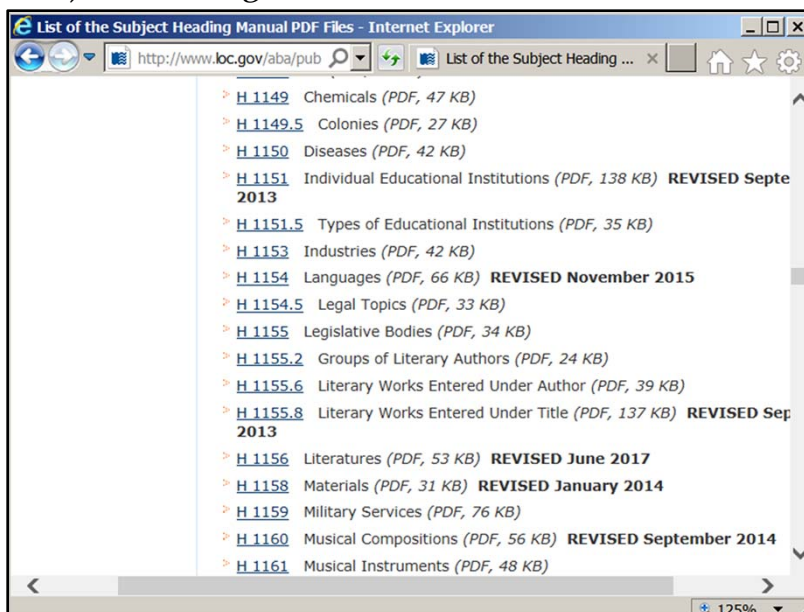 List of the Subject Heading Manual PDF Files - Internet Explorer
http://www.loc.gov/aba/pub
List of the Subject Heading ...
H 1149 Chemicals (PDF, 47 KB)
H 1149.5 Colonies (PDF, 27 KB)
H 1150 Diseases (PDF, 42 KB)
H 1151 Individual Educational Institutions (PDF, 138 KB) REVISED Septe
2013
H 1151.5 Types of Educational Institutions (PDF, 35 KB)
H 1153 Industries (PDF, 42 KB)
H 1154 Languages (PDF, 66 KB) REVISED November 2015
H 1154.5 Legal Topics (PDF, 33 KB)
H 1155 Legislative Bodies (PDF, 34 KB)
H 1155.2 Groups of Literary Authors (PDF, 24 KB)
H 1155.6 Literary Works Entered Under Author (PDF, 39 KB)
H 1155.8 Literary Works Entered Under Title (PDF, 137 KB) REVISED Sep
2013
H 1156 Literatures (PDF, 53 KB) REVISED June 2017
H 1158 Materials (PDF, 31 KB) REVISED January 2014
H 1159 Military Services (PDF, 76 KB)
H 1160 Musical Compositions (PDF, 56 KB) REVISED September 2014
H 1161 Musical Instruments (PDF, 48 KB)
125%